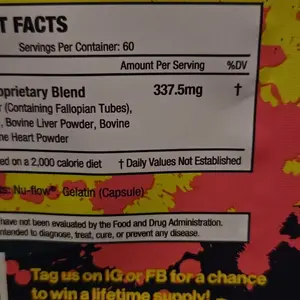 T FACTS
Servings Per Container: 60
Amount Per Serving %DV
oprietary Blend 337.5mg †
(Containing Fallopian Tubes),
, Bovine Liver Powder, Bovine
ne Heart Powder
ed on a 2,000 calorie diet † Daily Values Not Established
ts: Nu-flow®, Gelatin (Capsule)
have not been evaluated by the Food and Drug Administration.
ntended to diagnose, treat, cure, or prevent any disease.
Tag us on IG or FB for a chance
to win a lifetime supply!